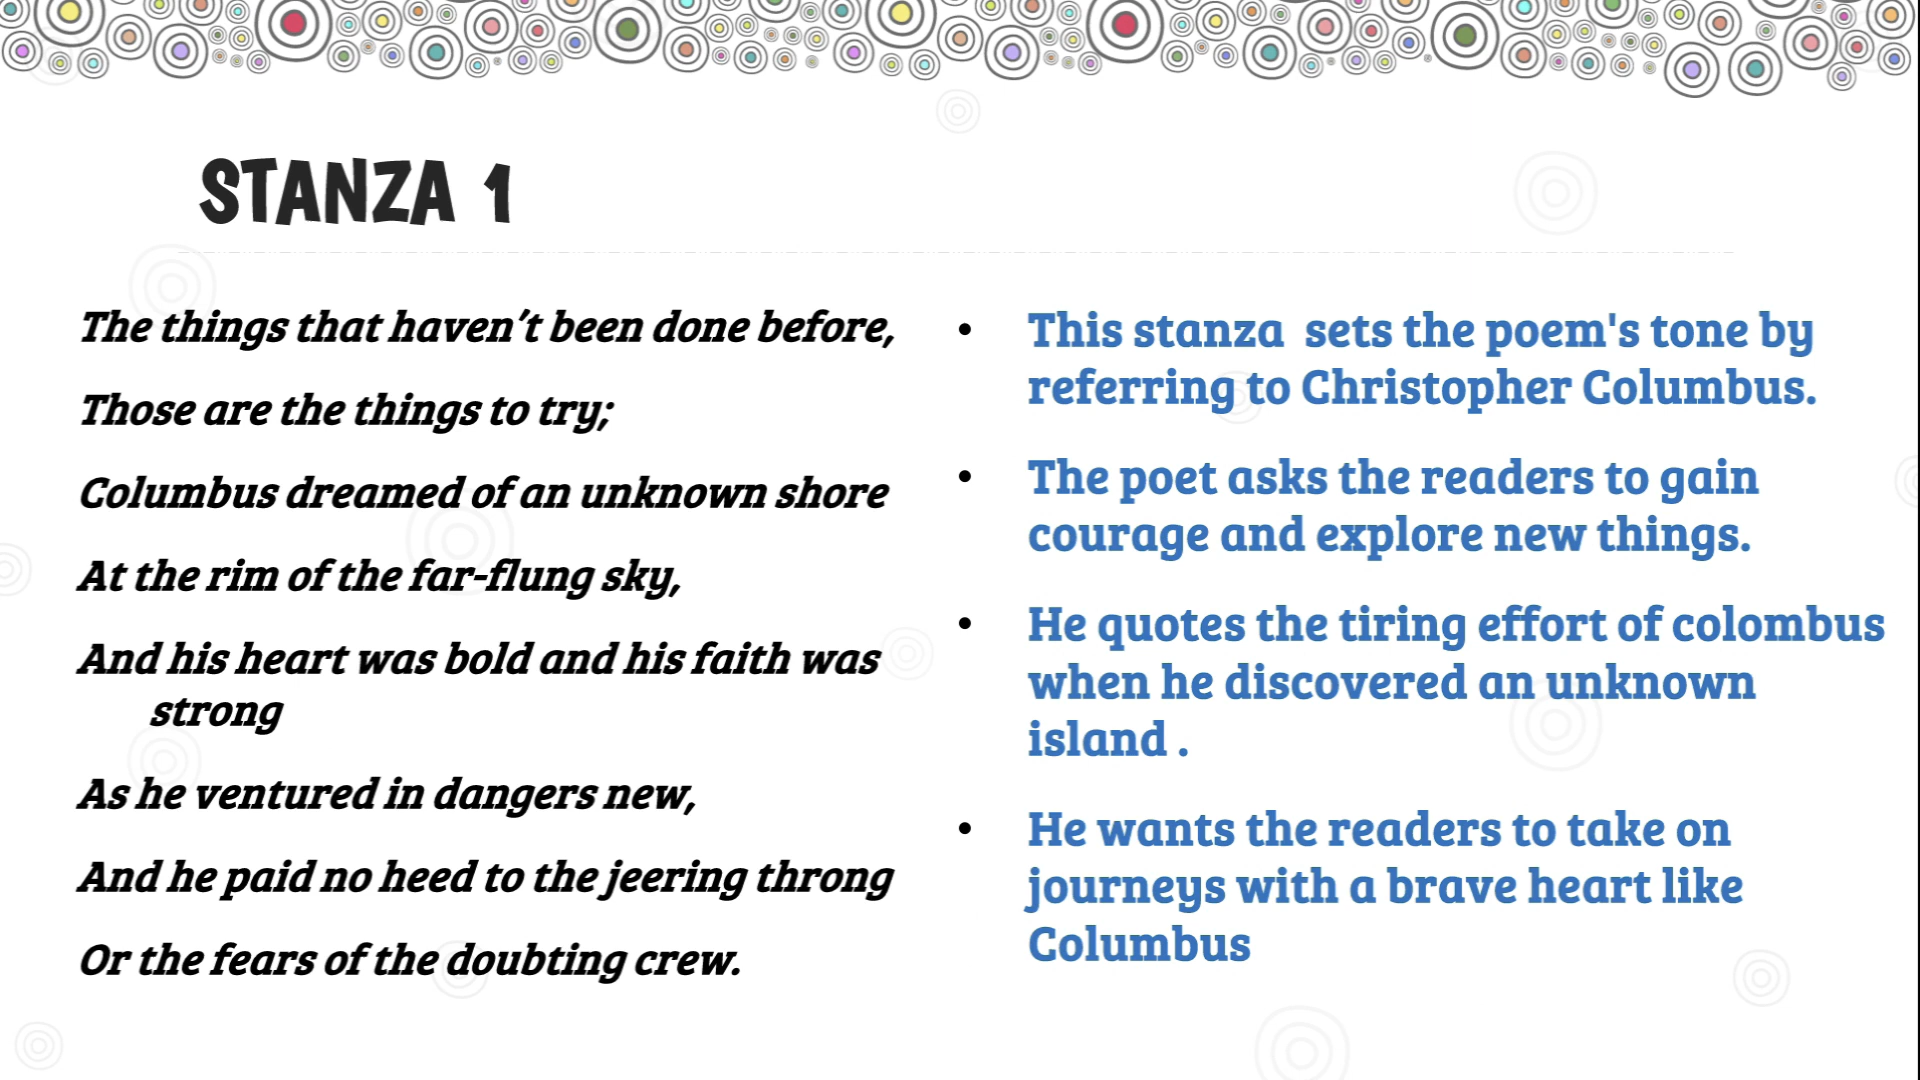 STANZA 1
The things that haven’t been done before,
Those are the things to try;
Columbus dreamed of an unknown shore
At the rim of the far-flung sky,
And his heart was bold and his faith was
strong
As he ventured in dangers new,
And he paid no heed to the jeering throng
Or the fears of the doubting crew.
• This stanza  sets the poem's tone by
referring to Christopher Columbus.
• The poet asks the readers to gain
courage and explore new things.
• He quotes the tiring effort of colombus
when he discovered an unknown
island .
• He wants the readers to take on
journeys with a brave heart like
Columbus